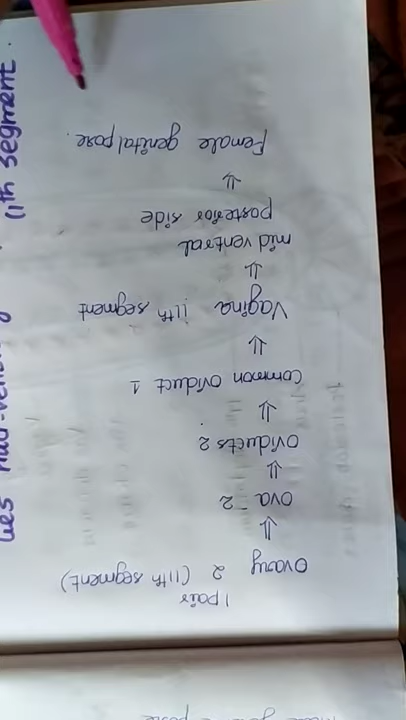 1 pair
Ovary 2 (11th segment)
⇓
ova - 2
⇓
Oviducts 2
⇓
Common oviduct 1
⇓
Vagina 11th segment
⇓
mid ventral
posterior side
⇓
Female genital pore.
11th segment.